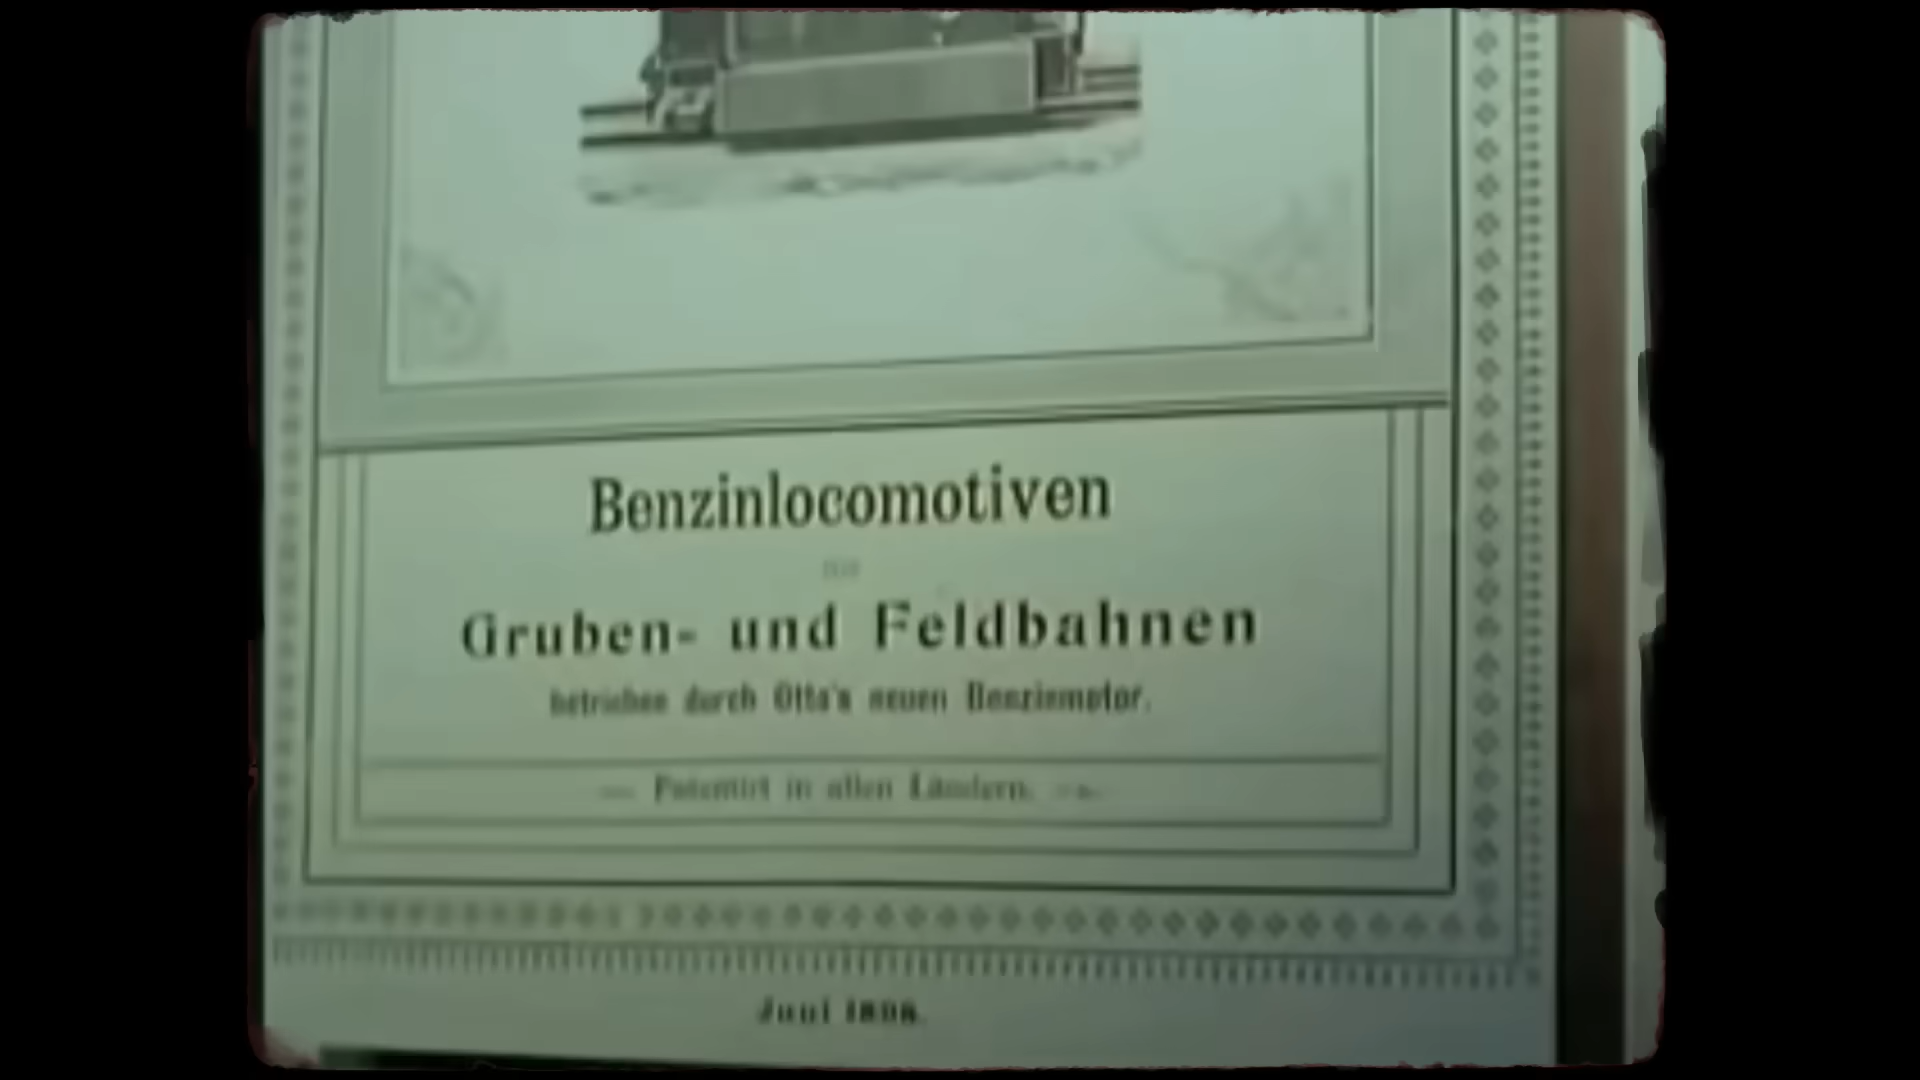 Benzinlocomotiven
Gruben- und Feldbahnen
betrieben durch Otto's neuen Benzinmotor.
Patentirt in allen Ländern.
Juni